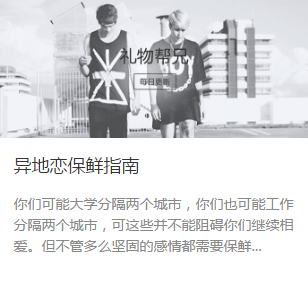 礼物帮兄
每日更新
异地恋保鲜指南
你们可能大学分隔两个城市，你们也可能工作
分隔两个城市，可这些并不能阻碍你们继续相
爱。但不管多么坚固的感情都需要保鲜...